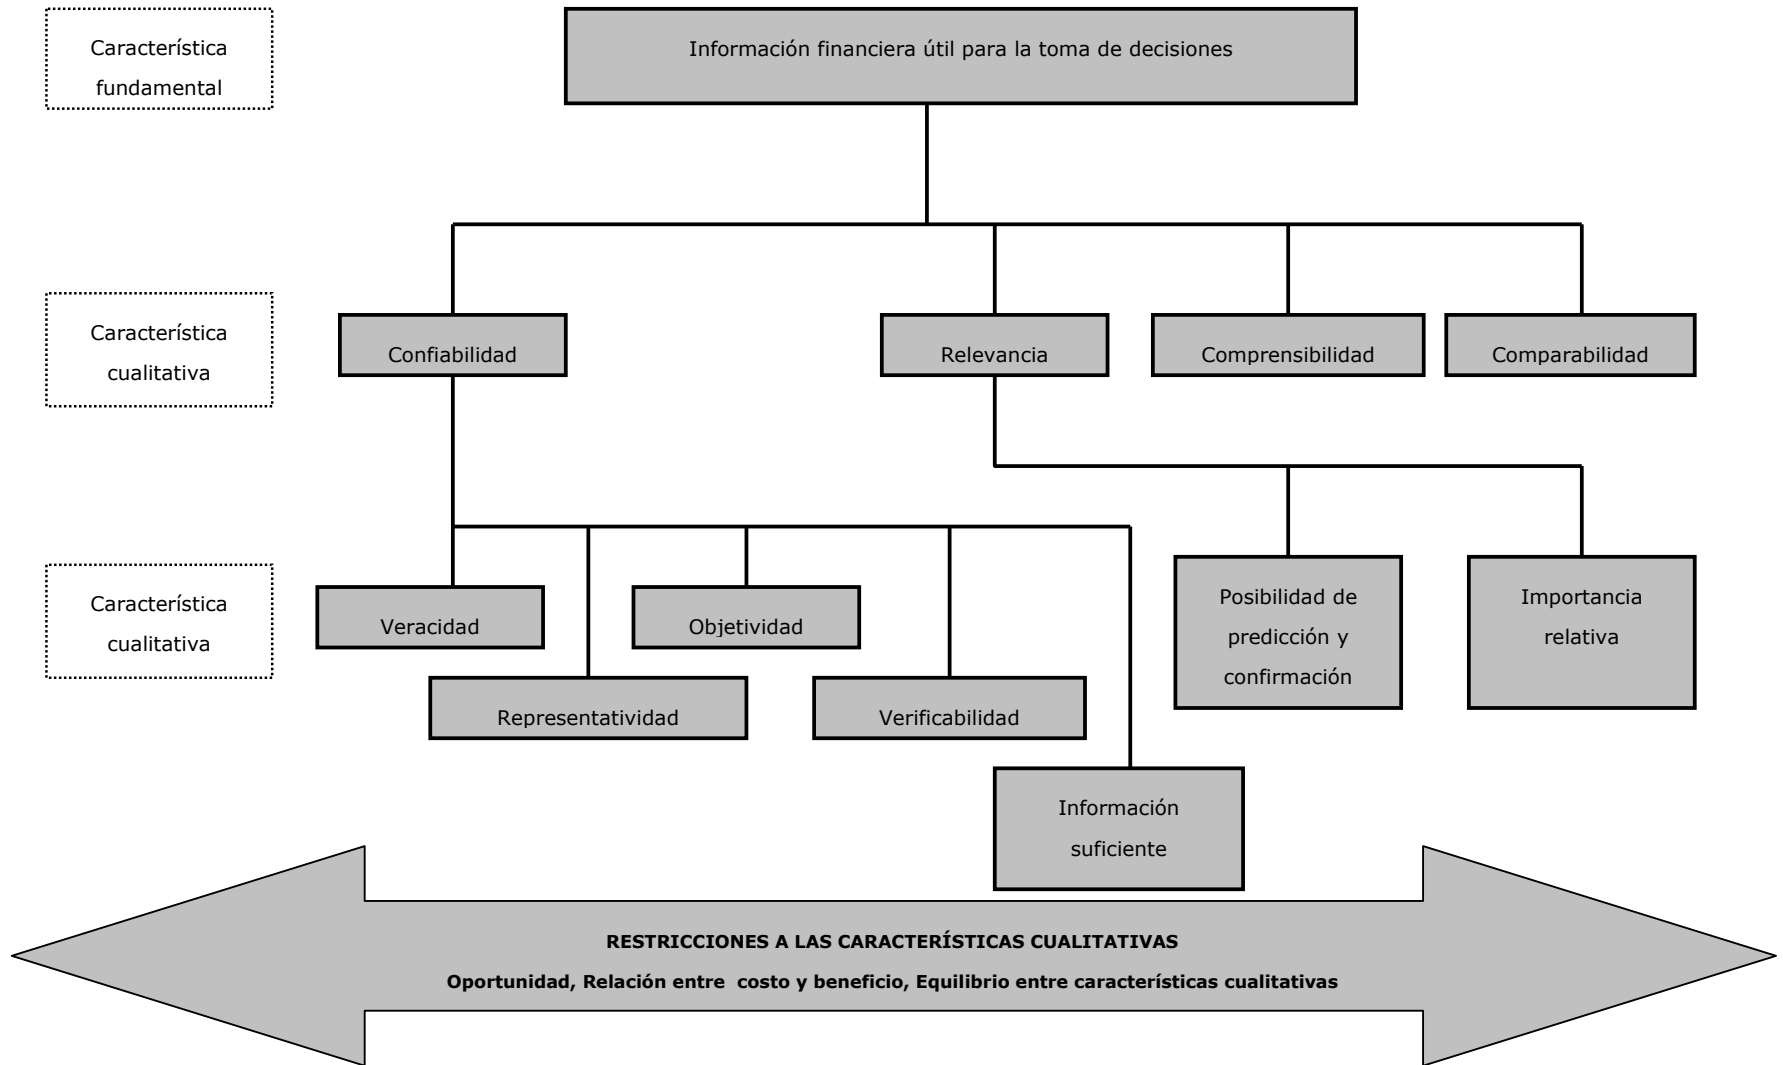 Característica
fundamental
Información financiera útil para la toma de decisiones
Característica
cualitativa
Confiabilidad
Relevancia
Comprensibilidad
Comparabilidad
Característica
cualitativa
Veracidad
Objetividad
Representatividad
Verificabilidad
Posibilidad de
predicción y
confirmación
Importancia
relativa
Información
suficiente
RESTRICCIONES A LAS CARACTERÍSTICAS CUALITATIVAS
Oportunidad, Relación entre costo y beneficio, Equilibrio entre características cualitativas